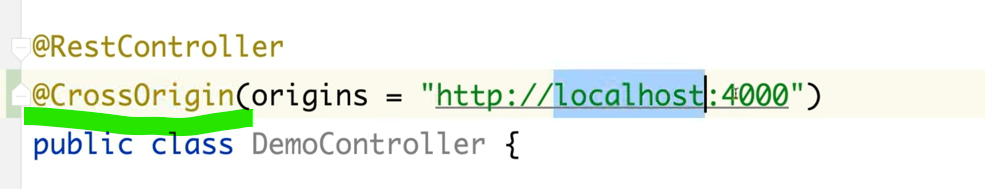 @RestController
@CrossOrigin(origins = "http://localhost:4000")
public class DemoController {